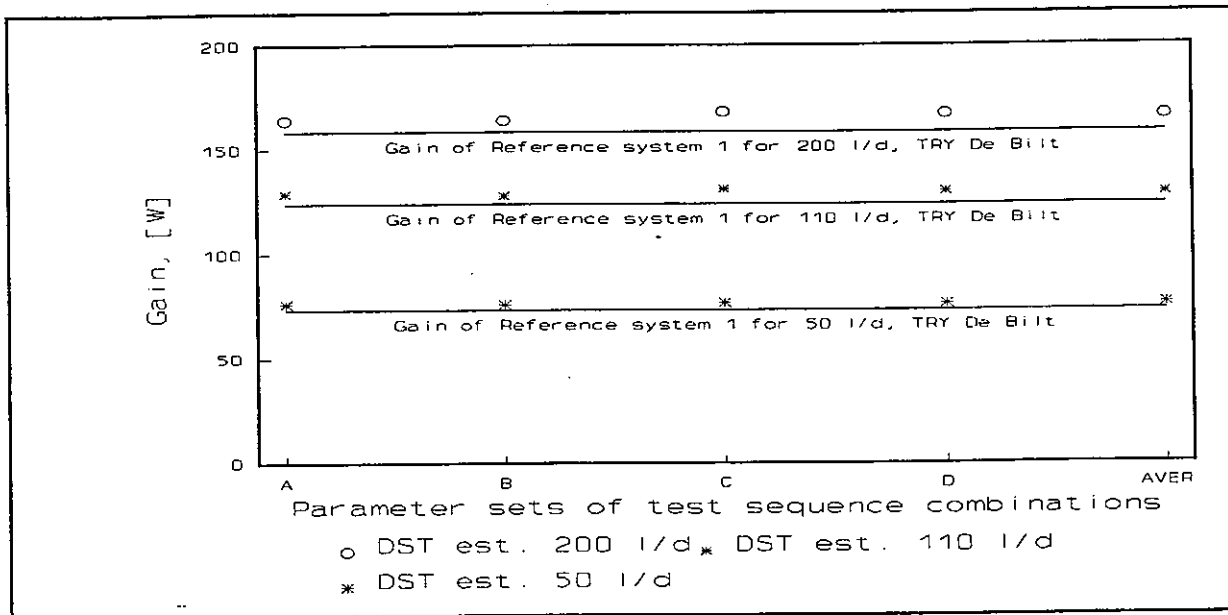 200
150
100
50
0
Gain, [W]
Gain of Reference system 1 for 200 l/d, TRY De Bilt
Gain of Reference system 1 for 110 l/d, TRY De Bilt
Gain of Reference system 1 for 50 l/d, TRY De Bilt
A B C D AVER
Parameter sets of test sequence combinations
o DST est. 200 l/d * DST est. 110 l/d
* DST est. 50 l/d